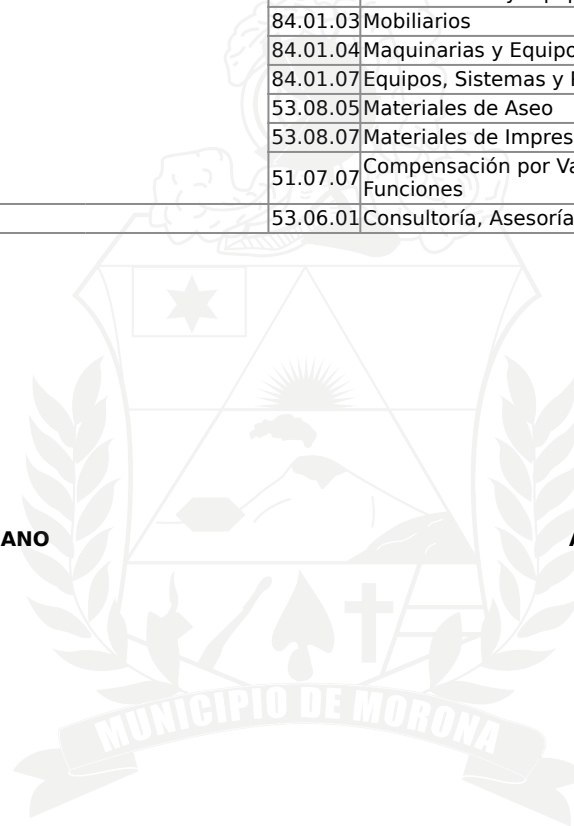 84.01.03 Mobiliarios
84.01.04 Maquinarias y
84.01.07 Equipos, Sistemas y
53.08.05 Materiales de Aseo
53.08.07 Materiales de
51.07.07 Compensación por
Funciones
53.06.01 Consultoría, Asesoría
ANO
MUNICIPIO DE MORONA